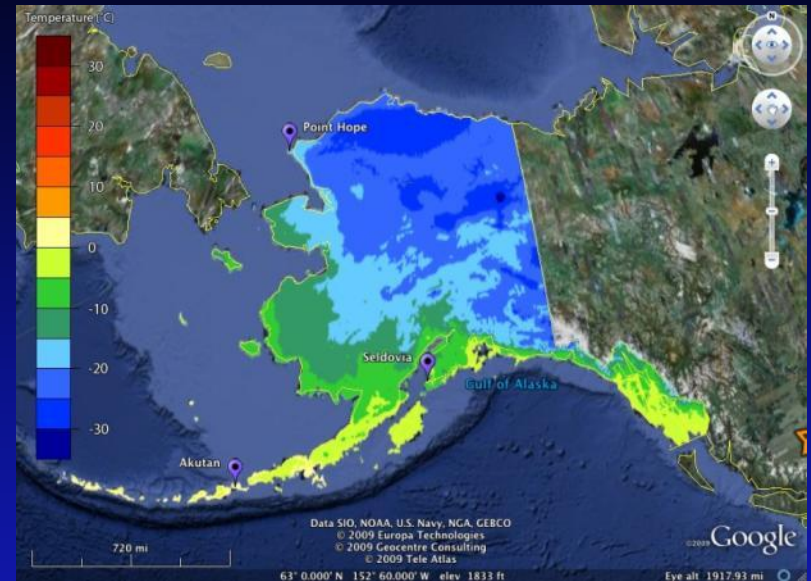 Temperature (°C)
N
30
20
10
0
-10
-20
-30
Point Hope
Seldovia
Gulf of Alaska
Akutan
Data SIO, NOAA, U.S. Navy, NGA, GEBCO
© 2009 Europa Technologies
© 2009 Geocentre Consulting
© 2009 Tele Atlas
©2009 Google
720 mi
63° 0.000' N 152° 60.000' W elev 1833 ft
Eye alt 1917.93 mi